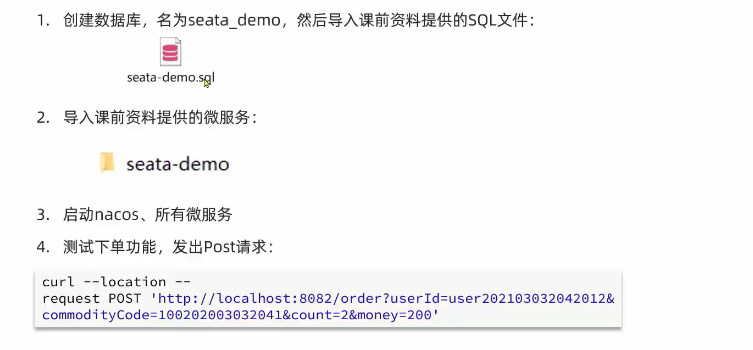 1. 创建数据库，名为seata_demo，然后导入课前资料提供的SQL文件：
seata-demo.sql
2. 导入课前资料提供的微服务：
seata-demo
3. 启动nacos、所有微服务
4. 测试下单功能，发出Post请求：
curl --location --
request POST 'http://localhost:8082/order?userId=user202103032042012&
commodityCode=100202003032041&count=2&money=200'